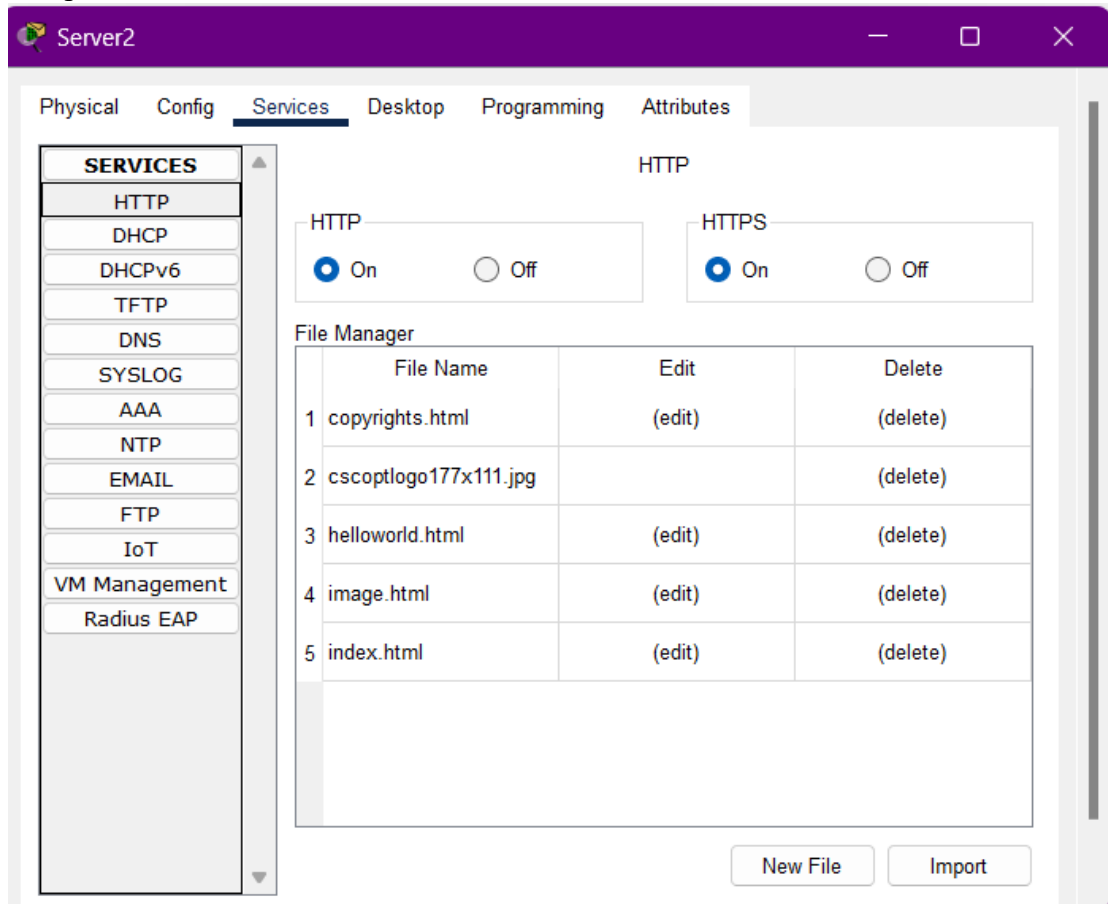 Server2
Physical Config Services Desktop Programming Attributes
SERVICES
HTTP
DHCP
DHCPv6
TFTP
DNS
SYSLOG
AAA
NTP
EMAIL
FTP
IoT
VM Management
Radius EAP
HTTP
HTTP
On Off
HTTPS
On Off
File Manager
File Name Edit Delete
1 copyrights.html (edit) (delete)
2 cscoptlogo177x111.jpg (delete)
3 helloworld.html (edit) (delete)
4 image.html (edit) (delete)
5 index.html (edit) (delete)
New File Import